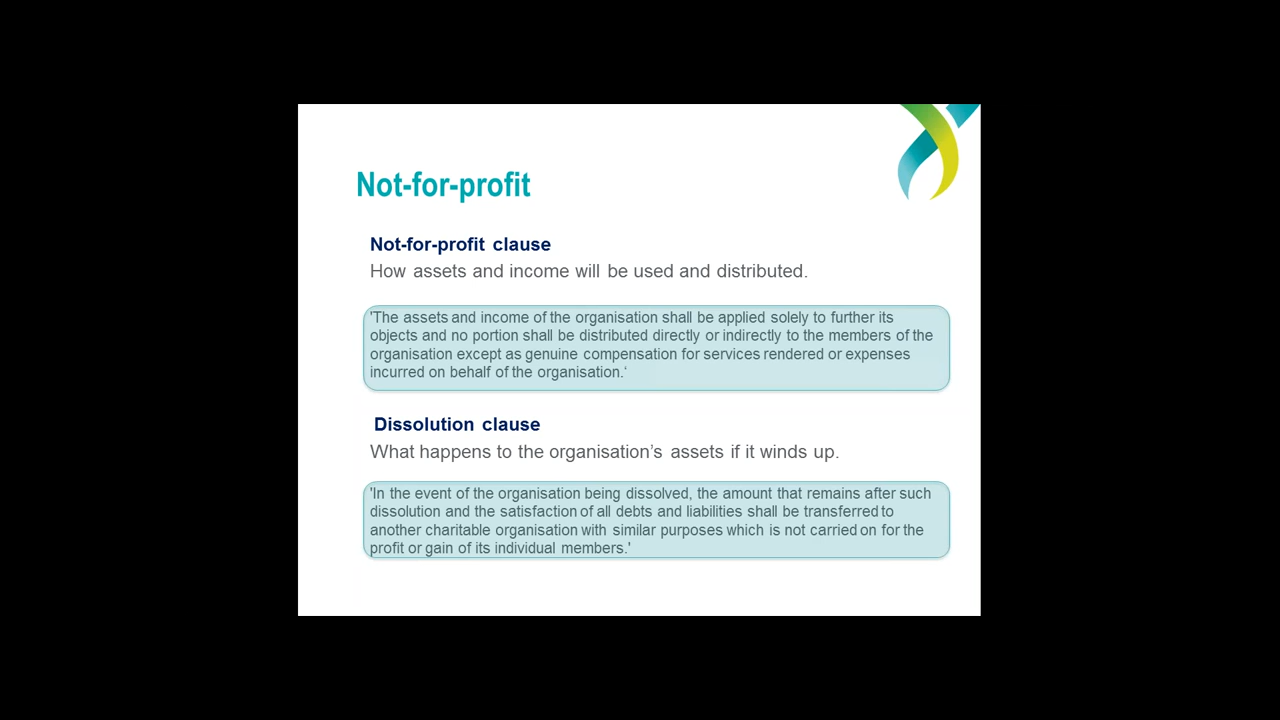 Not-for-profit
Not-for-profit clause
How assets and income will be used and distributed.
'The assets and income of the organisation shall be applied solely to further its
objects and no portion shall be distributed directly or indirectly to the members of the
organisation except as genuine compensation for services rendered or expenses
incurred on behalf of the organisation.‘
Dissolution clause
What happens to the organisation’s assets if it winds up.
'In the event of the organisation being dissolved, the amount that remains after such
dissolution and the satisfaction of all debts and liabilities shall be transferred to
another charitable organisation with similar purposes which is not carried on for the
profit or gain of its individual members.'